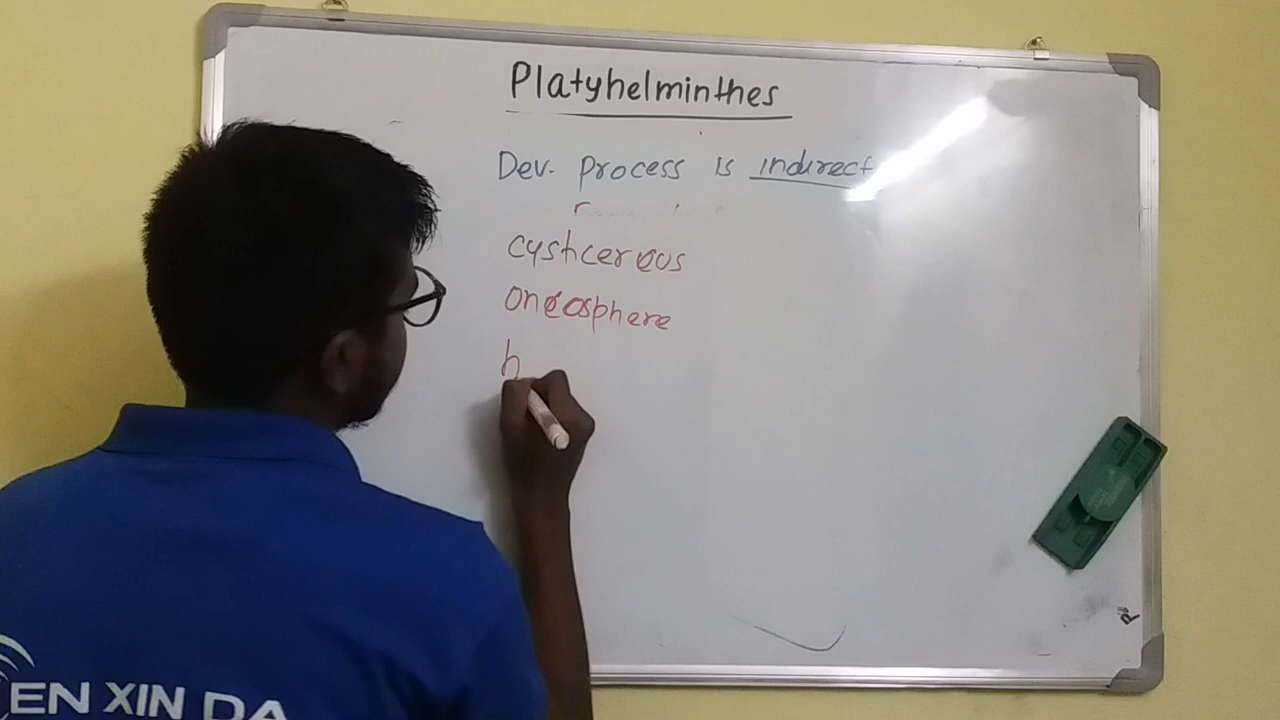 Platyhelminthes
Dev. process is indirect
cysticercus
oncosphere
h
EN XIN DA